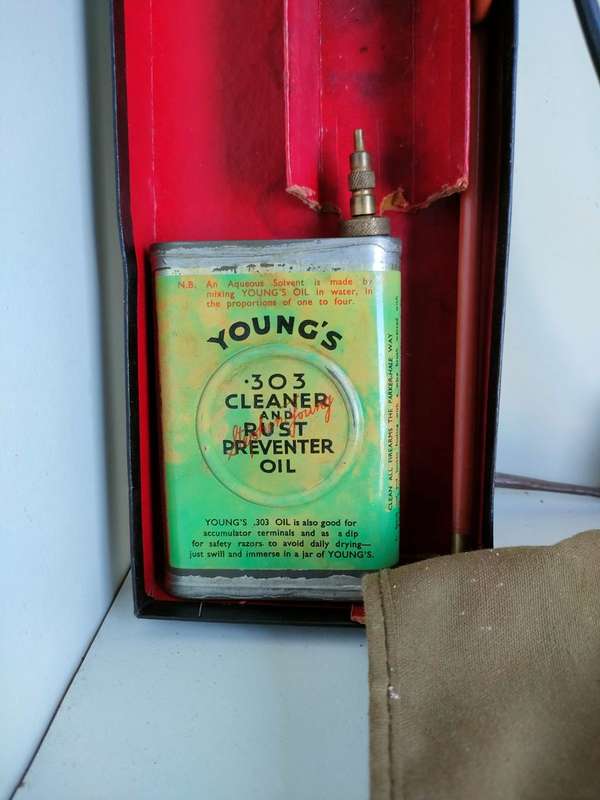 N.B. An Aqueous Solvent is made by
mixing YOUNG'S OIL in water, in
the proportions of one to four.
YOUNG'S
.303
CLEANER
AND
RUST
PREVENTER
OIL
Stephen Young
YOUNG'S .303 OIL is also good for
accumulator terminals and as a dip
for safety razors to avoid daily drying—
just swill and immerse in a jar of YOUNG'S.
CLEAN ALL FIREARMS THE PARKER-HALE WAY